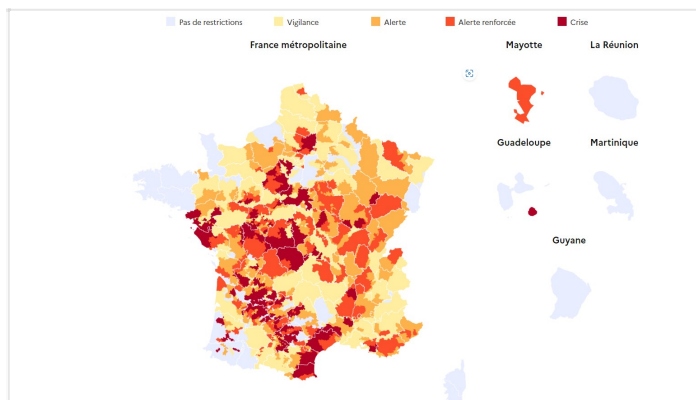 Pas de restrictions Vigilance Alerte Alerte renforcée Crise
France métropolitaine Mayotte La Réunion
Guadeloupe Martinique
Guyane